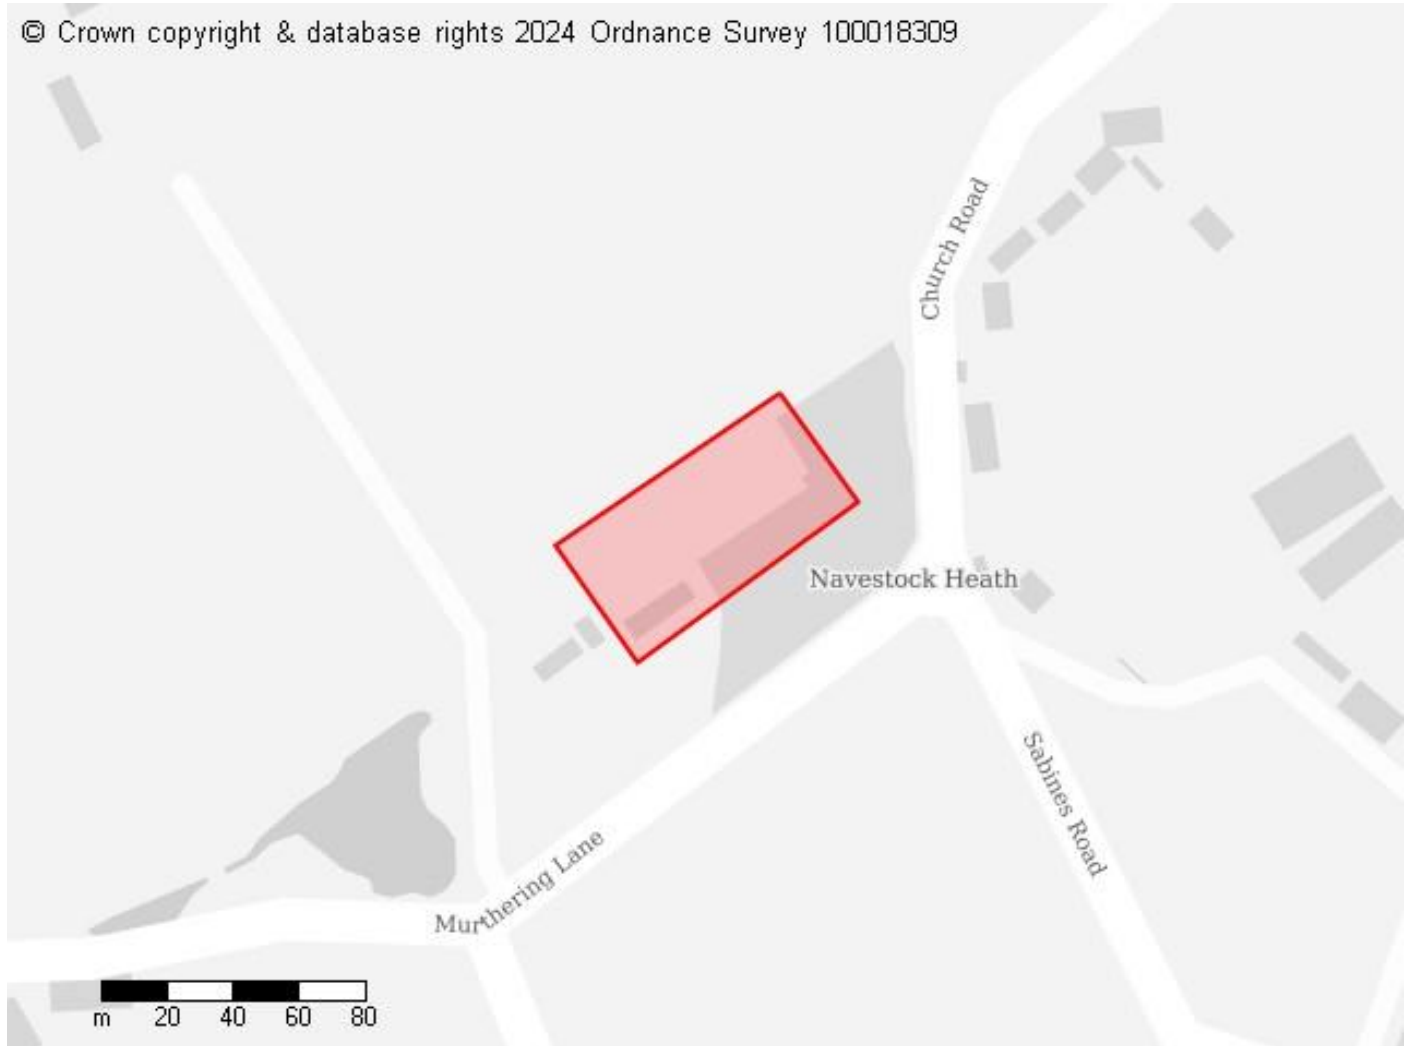 © Crown copyright & database rights 2024 Ordnance Survey 100018309
Church Road
Navestock Heath
Sabines Road
Murthering Lane
m 20 40 60 80